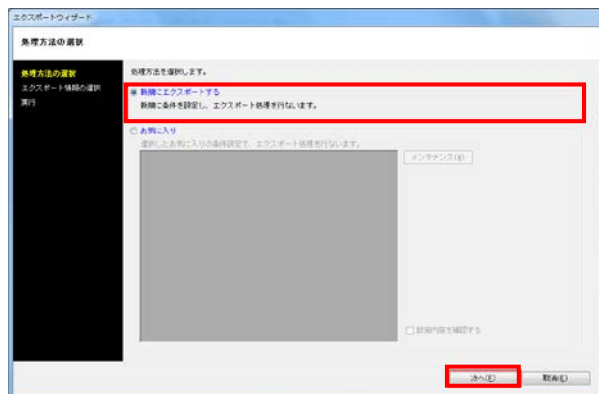 エクスポートウィザード
処理方法の選択
処理方法の選択
エクスポート情報の選択
実行
処理方法を選択します。
新規にエクスポートする
新規に条件を設定し、エクスポート処理を行ないます。
お気に入り
選択したお気に入りの条件設定で、エクスポート処理を行ないます。
メンテナンス(M)
設定内容を確認する
次へ(E)
取消(C)